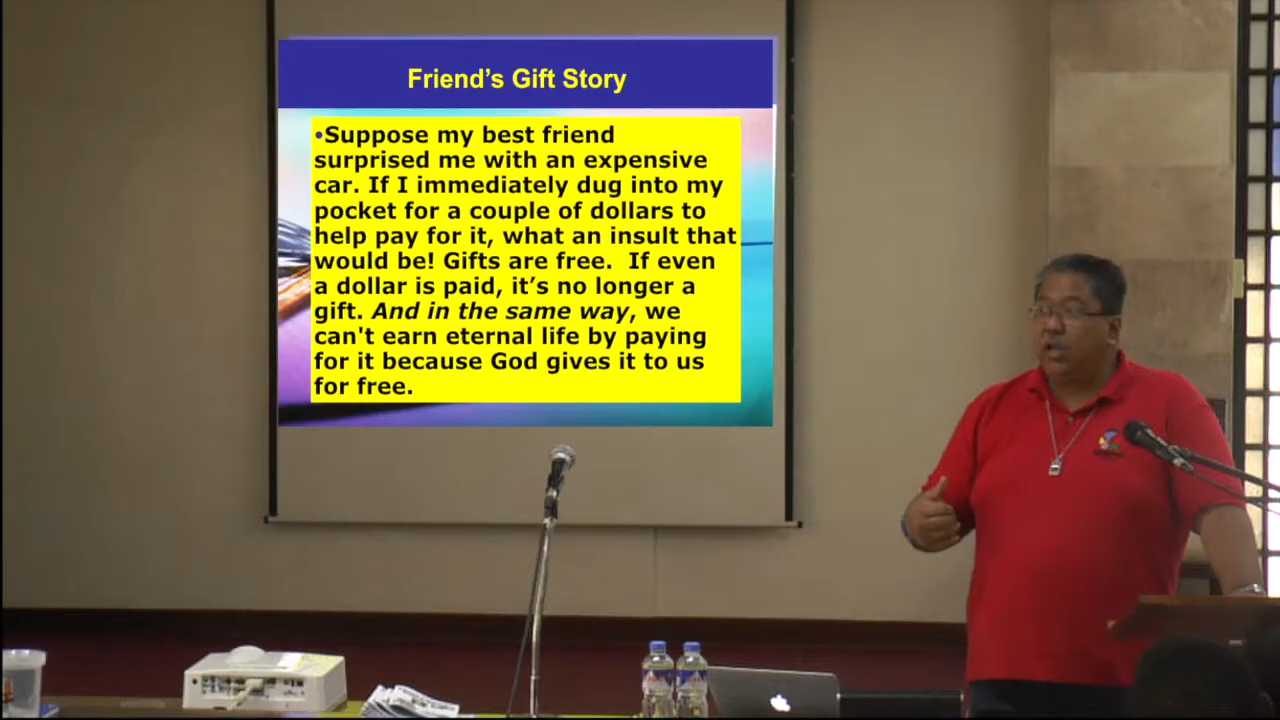 Friend’s Gift Story
•Suppose my best friend
surprised me with an expensive
car. If I immediately dug into my
pocket for a couple of dollars to
help pay for it, what an insult that
would be! Gifts are free.  If even
a dollar is paid, it’s no longer a
gift. And in the same way, we
can't earn eternal life by paying
for it because God gives it to us
for free.